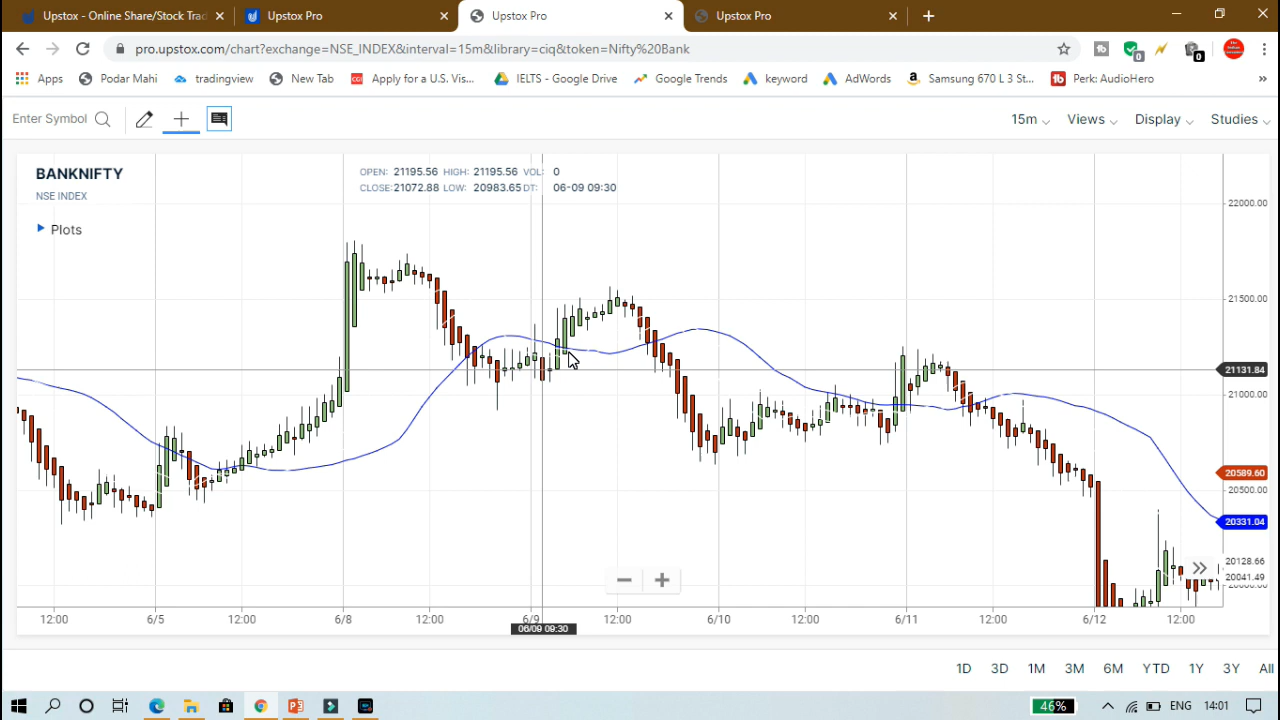 Upstox - Online Share/Stock Trad
Upstox Pro
Upstox Pro
Upstox Pro
pro.upstox.com/chart?exchange=NSE_INDEX&interval=15m&library=ciq&token=Nifty%20Bank
0
0
Apps
Podar Mahi
tradingview
New Tab
Apply for a U.S. Vis...
IELTS - Google Drive
Google Trends
keyword
AdWords
Samsung 670 L 3 St...
Perk: AudioHero
Enter Symbol
15m
Views
Display
Studies
BANKNIFTY
NSE INDEX
Plots
OPEN: 21195.56 HIGH: 21195.56 VOL: 0
CLOSE: 21072.88 LOW: 20983.65 DT: 06-09 09:30
22000.00
21500.00
21131.84
21000.00
20589.60
20500.00
20331.04
20128.66
20041.49
12:00 6/5 12:00 6/8 12:00 6/9 12:00 6/10 12:00 6/11 12:00 6/12 12:00
06/09 09:30
1D 3D 1M 3M 6M YTD 1Y 3Y All
46%
ENG
14:01